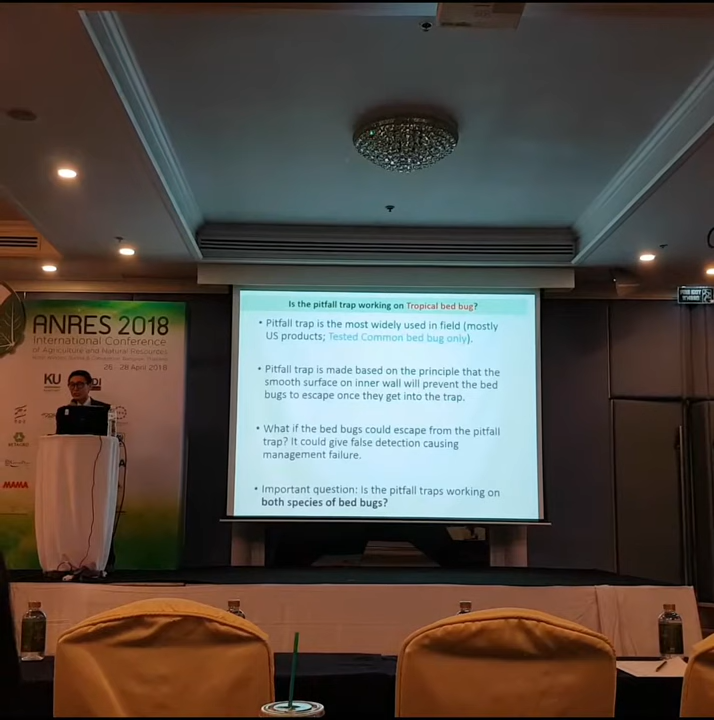 Is the pitfall trap working on Tropical bed bug?
• Pitfall trap is the most widely used in field (mostly
US products; Tested Common bed bug only).
• Pitfall trap is made based on the principle that the
smooth surface on inner wall will prevent the bed
bugs to escape once they get into the trap.
• What if the bed bugs could escape from the pitfall
trap? It could give false detection causing
management failure.
• Important question: Is the pitfall traps working on
both species of bed bugs?
ANRES 2018
International Conference
of Agriculture and Natural Resources
26 - 28 April 2018
KU
MAMA